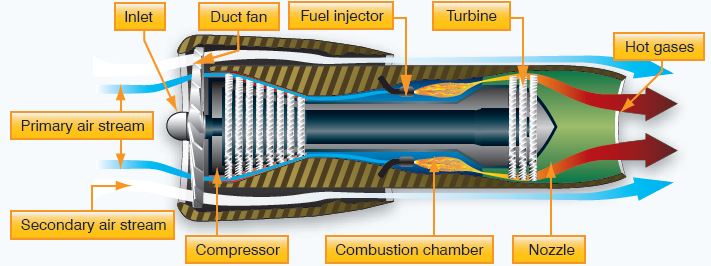 Inlet
Duct fan
Fuel injector
Turbine
Hot gases
Primary air stream
Secondary air stream
Compressor
Combustion chamber
Nozzle